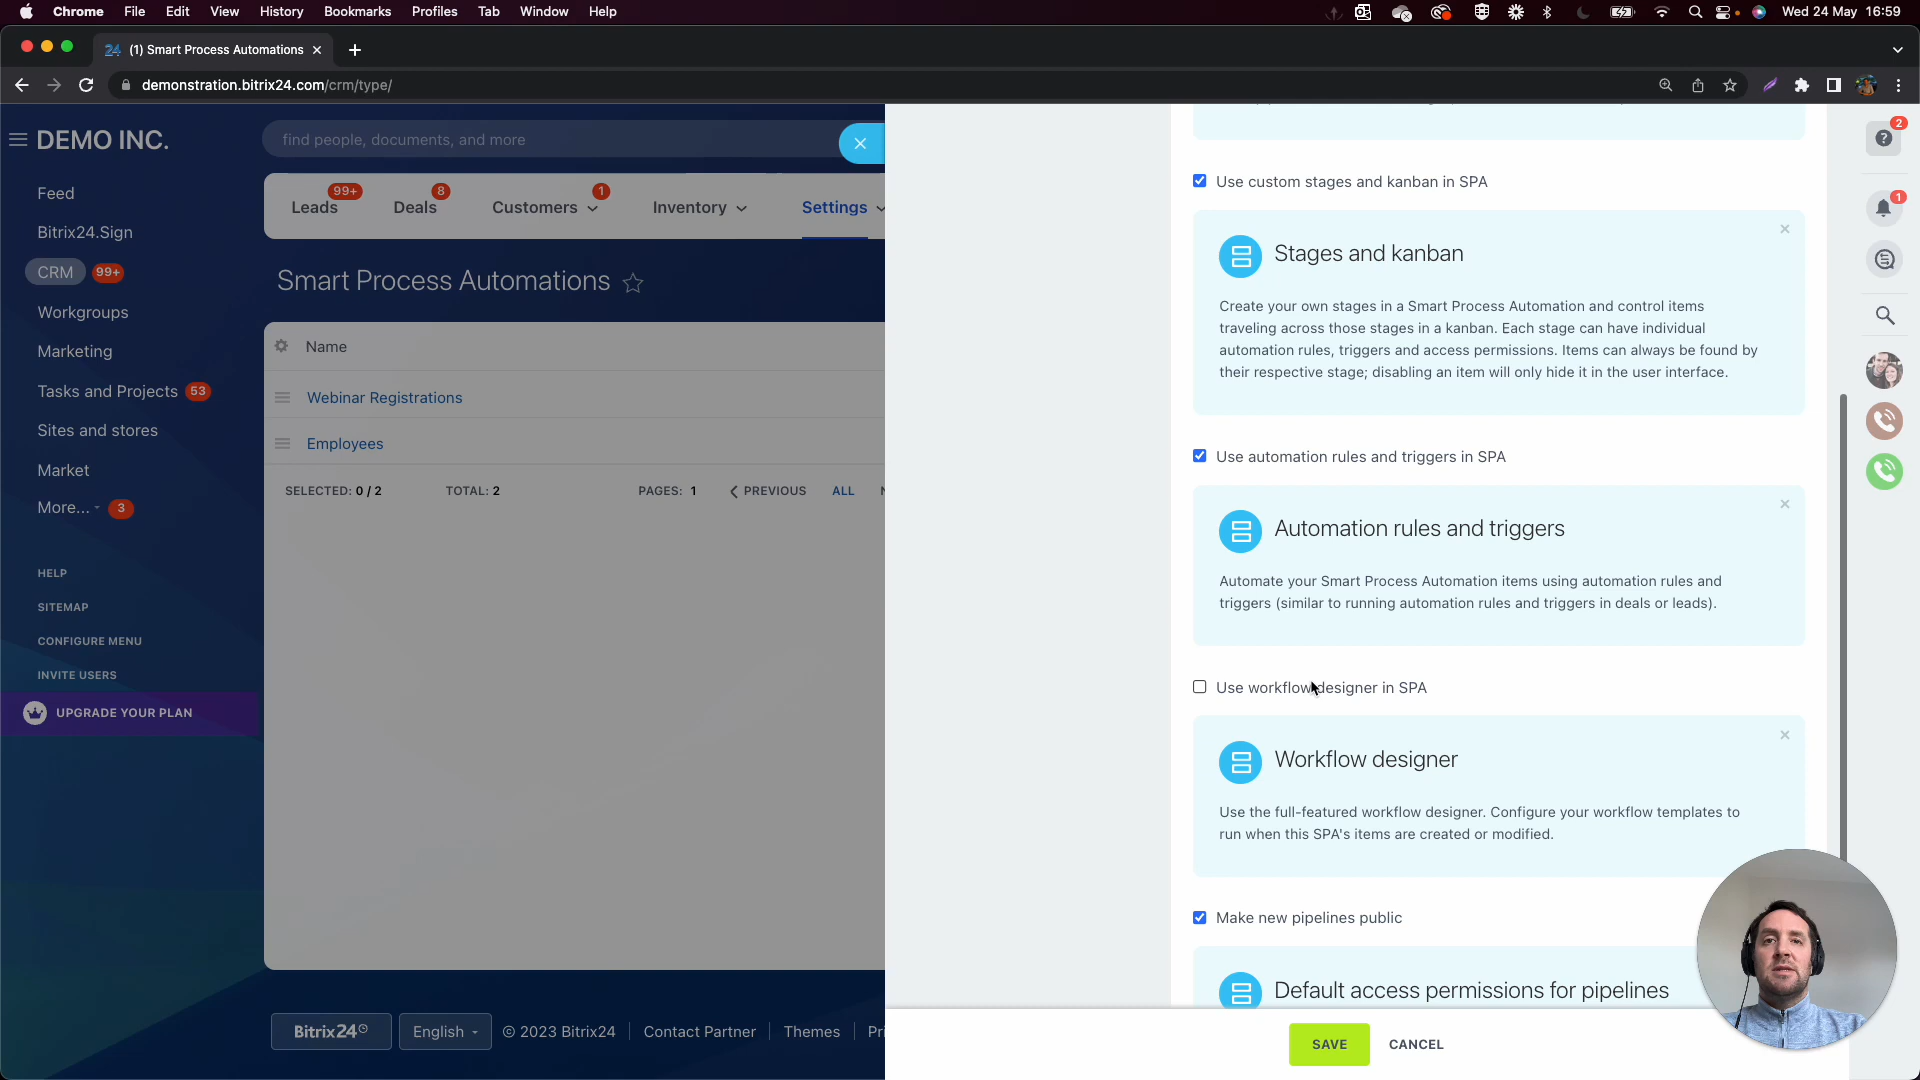 Chrome File Edit View History Bookmarks Profiles Tab Window Help Wed 24 May 16:59
24 (1) Smart Process Automations
demonstration.bitrix24.com/crm/type/
DEMO INC.
find people, documents, and more
Feed
Bitrix24.Sign
CRM 99+
Workgroups
Marketing
Tasks and Projects 53
Sites and stores
Market
More... 3
HELP
SITEMAP
CONFIGURE MENU
INVITE USERS
UPGRADE YOUR PLAN
99+ 8 1
Leads Deals Customers Inventory Settings
Smart Process Automations
Name
Webinar Registrations
Employees
SELECTED: 0 / 2 TOTAL: 2 PAGES: 1 PREVIOUS ALL N
Bitrix24 English © 2023 Bitrix24 Contact Partner Themes Pri
Use custom stages and kanban in SPA
Stages and kanban
Create your own stages in a Smart Process Automation and control items
traveling across those stages in a kanban. Each stage can have individual
automation rules, triggers and access permissions. Items can always be found by
their respective stage; disabling an item will only hide it in the user interface.
Use automation rules and triggers in SPA
Automation rules and triggers
Automate your Smart Process Automation items using automation rules and
triggers (similar to running automation rules and triggers in deals or leads).
Use workflow designer in SPA
Workflow designer
Use the full-featured workflow designer. Configure your workflow templates to
run when this SPA's items are created or modified.
Make new pipelines public
Default access permissions for pipelines
SAVE CANCEL
2
1